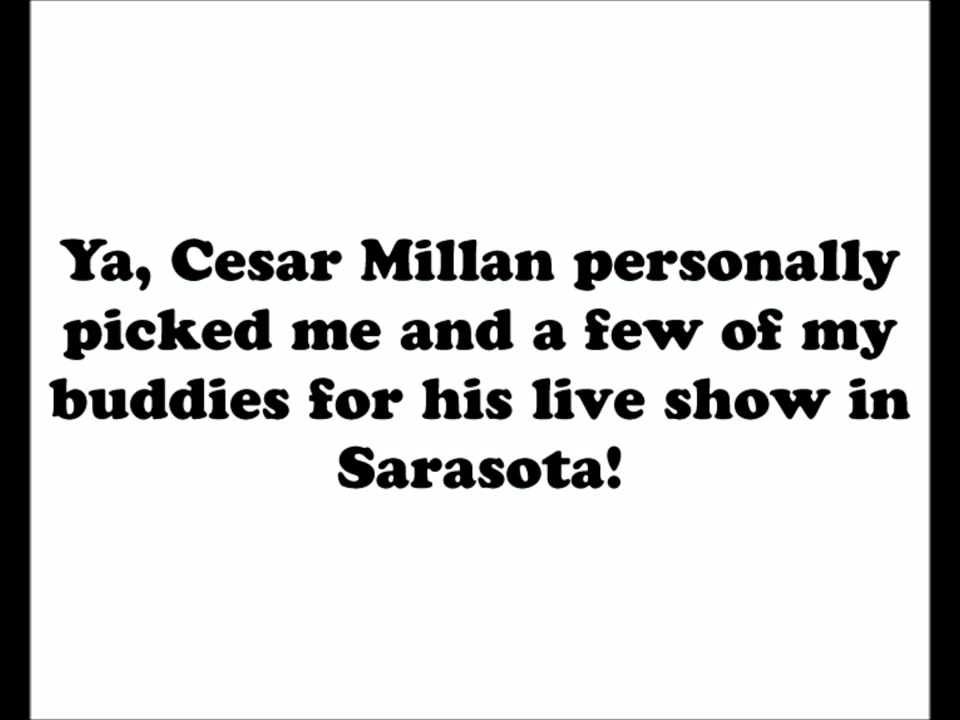 Ya, Cesar Millan personally
picked me and a few of my
buddies for his live show in
Sarasota!